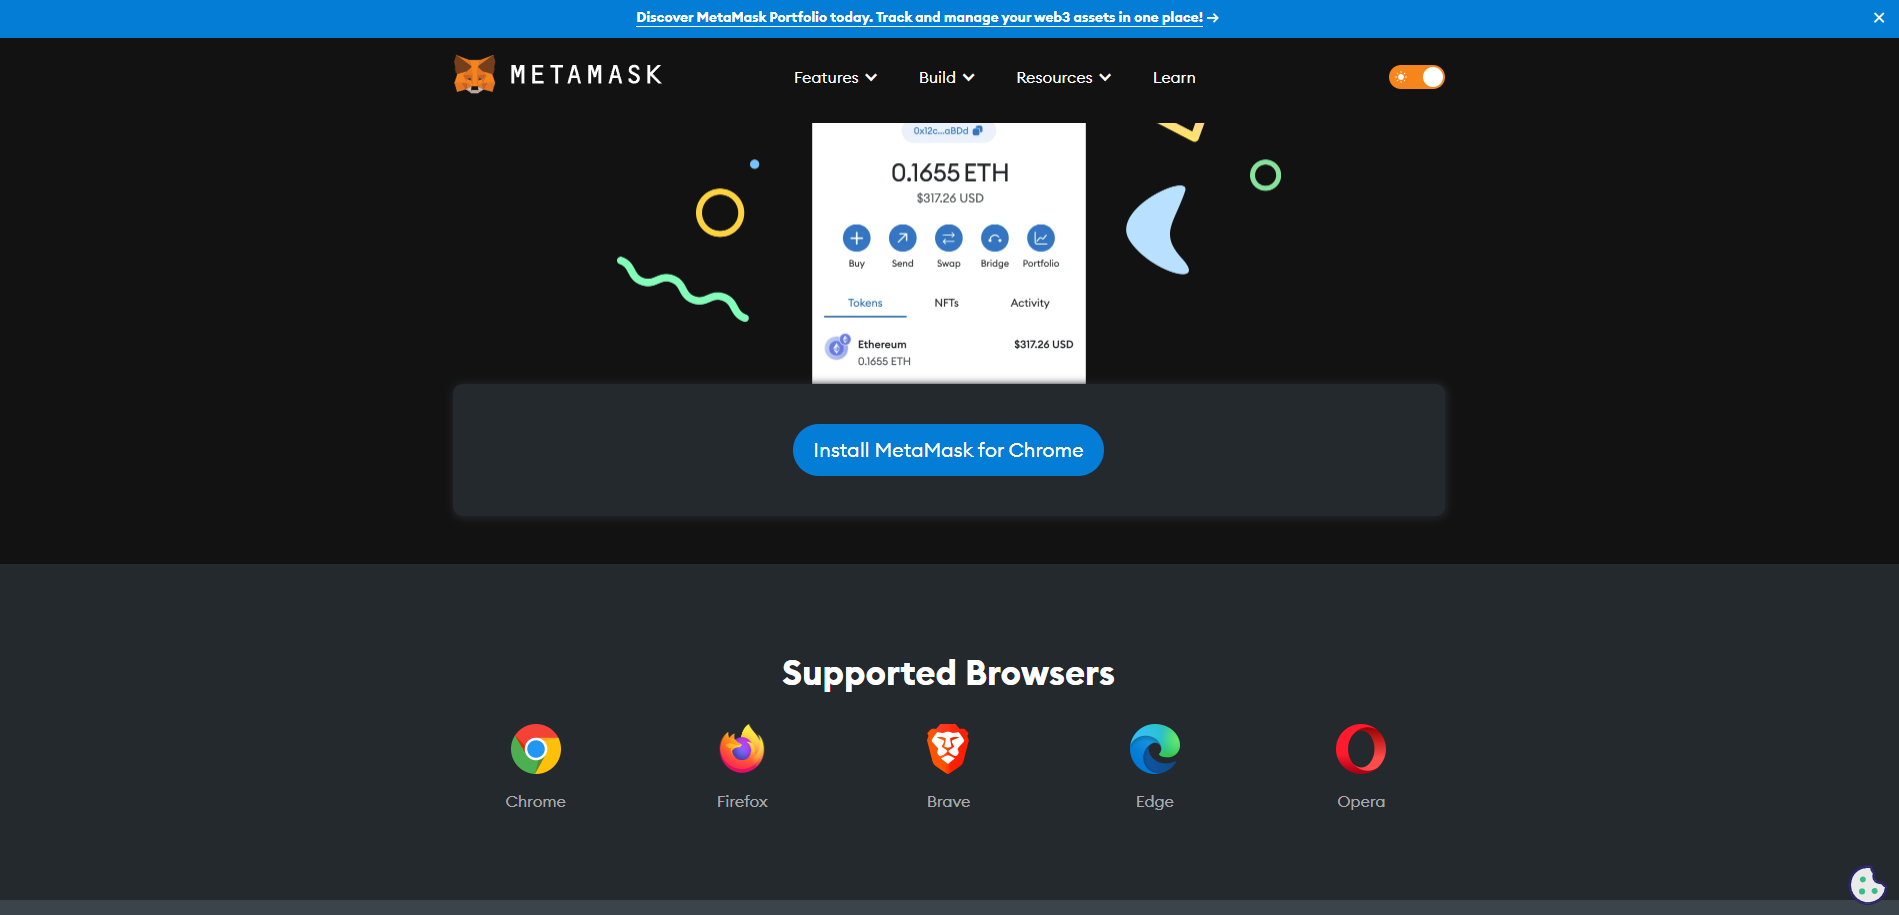 Discover MetaMask Portfolio today. Track and manage your web3 assets in one place! →
METAMASK
Features Build Resources Learn
0x12c...aBDd
0.1655 ETH
$317.26 USD
Buy Send Swap Bridge Portfolio
Tokens NFTs Activity
Ethereum $317.26 USD
0.1655 ETH
Install MetaMask for Chrome
Supported Browsers
Chrome Firefox Brave Edge Opera